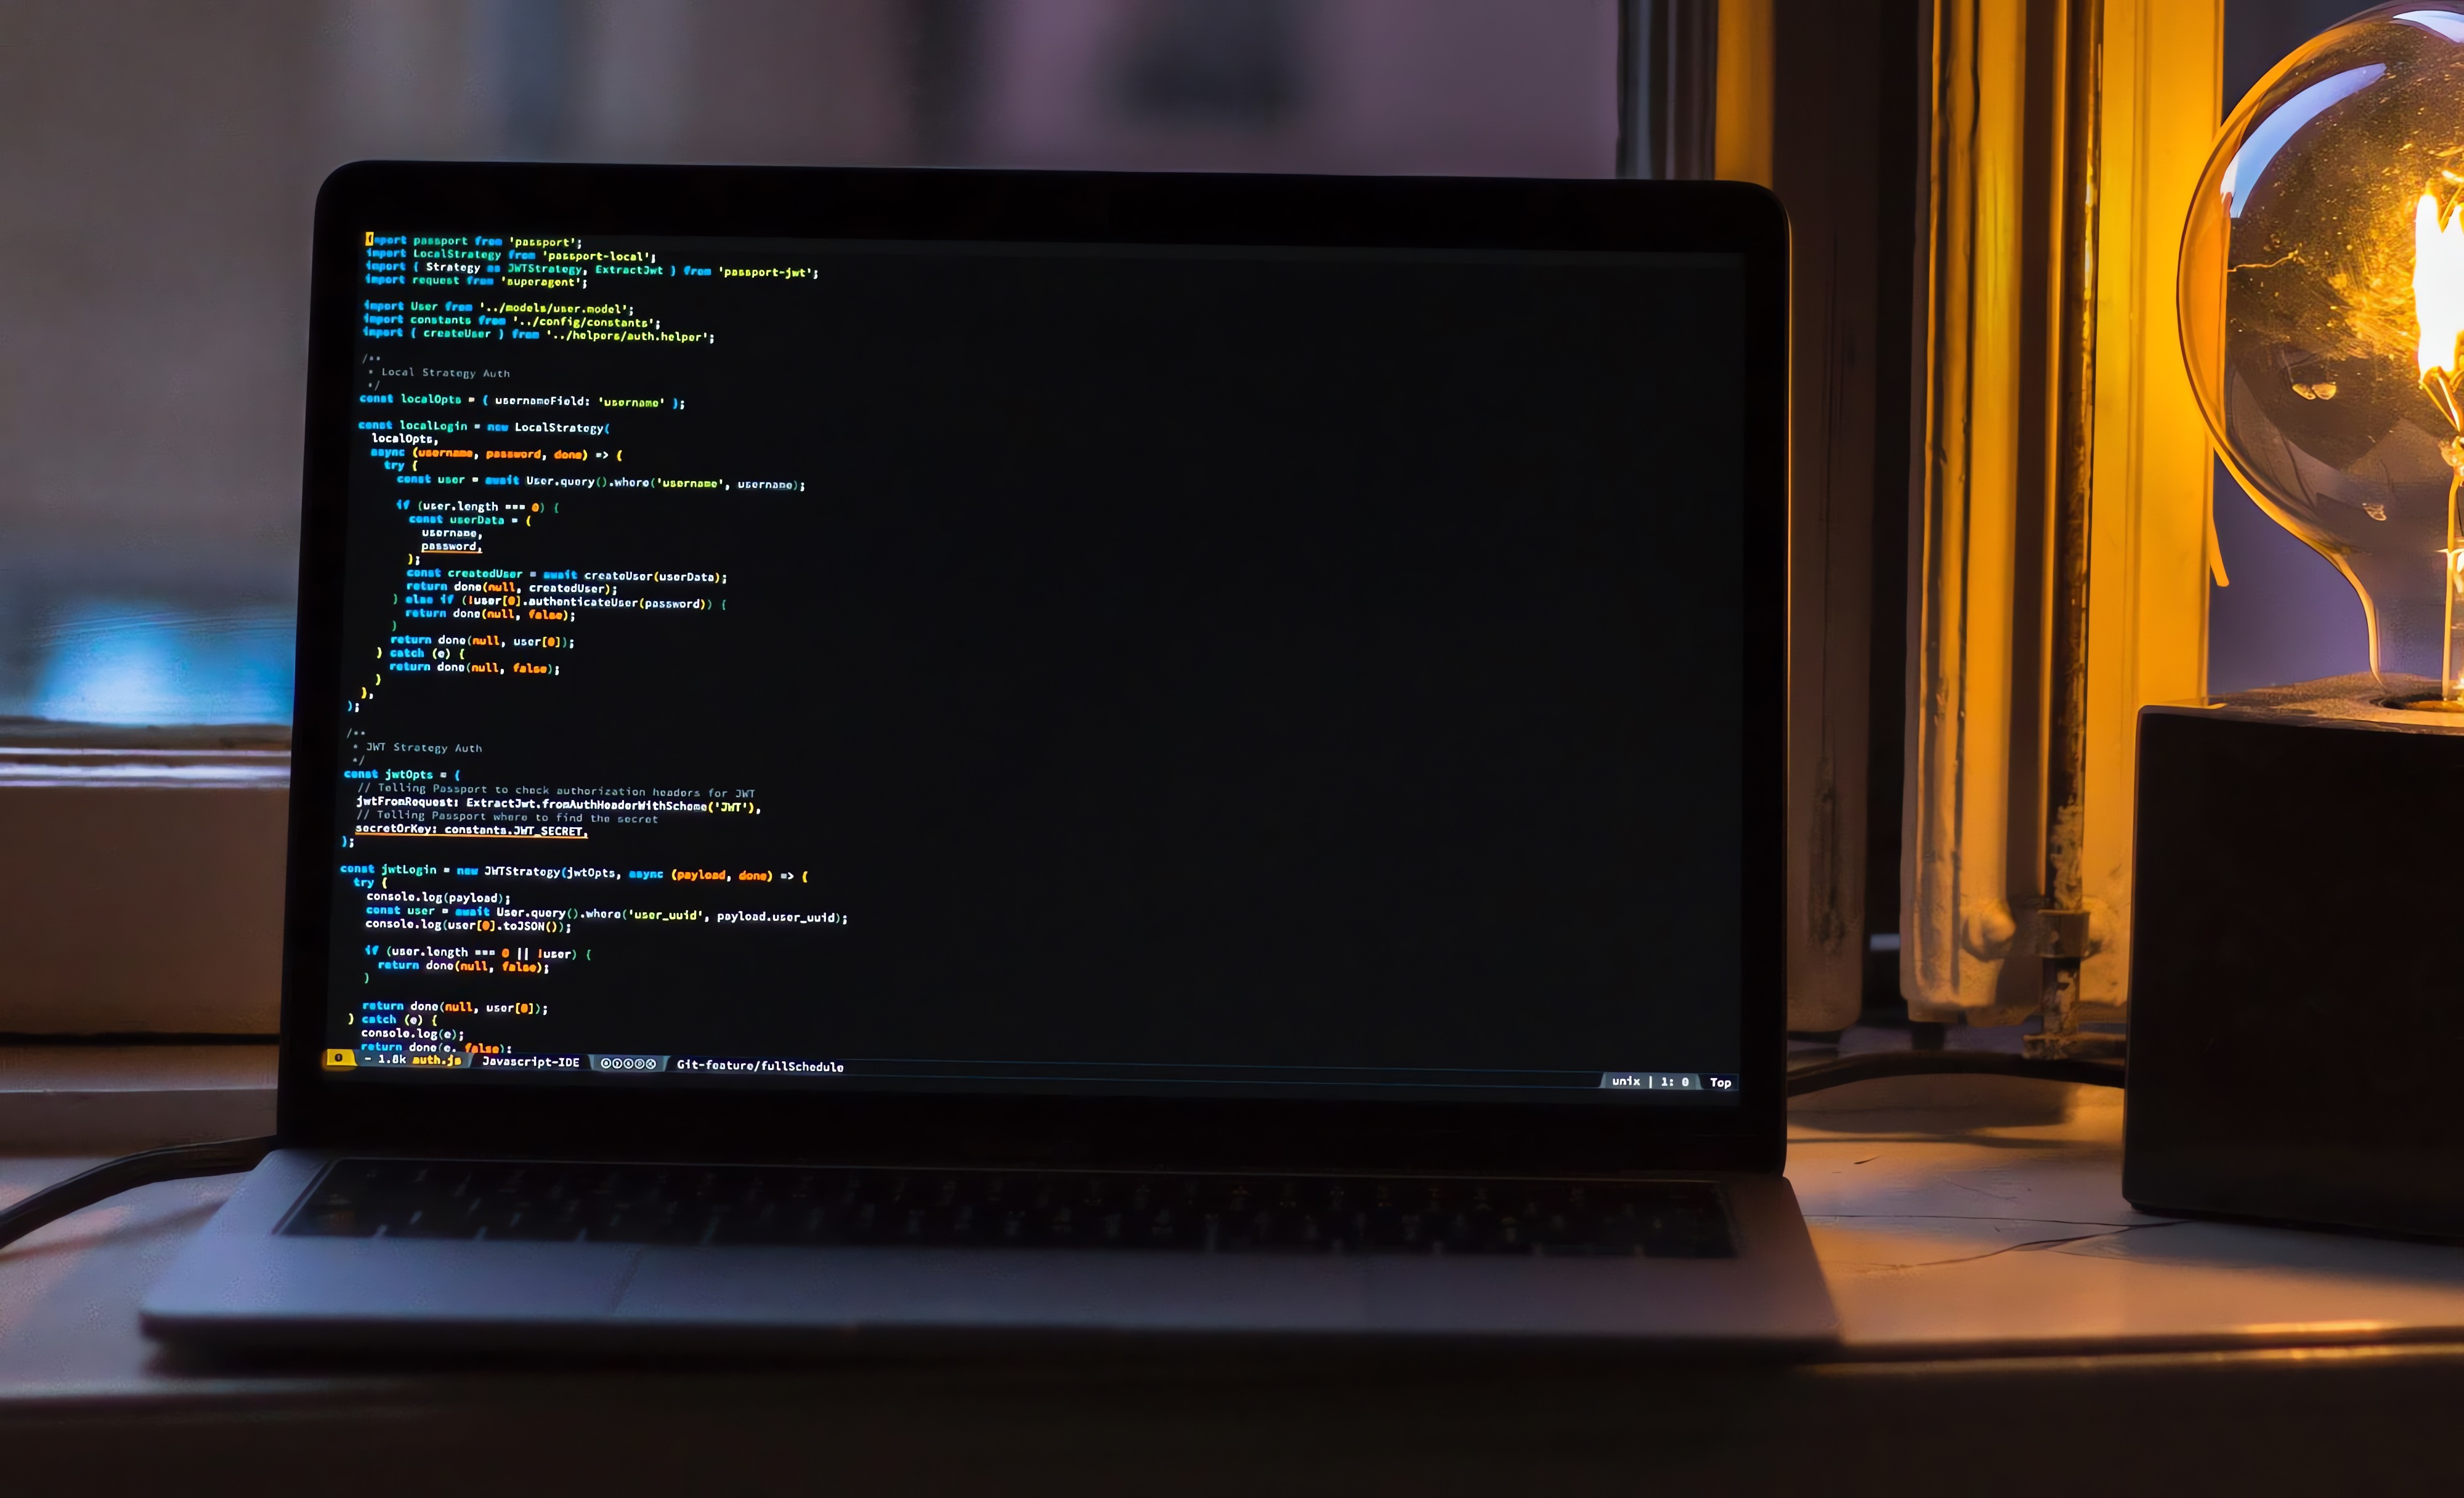 import passport from 'passport';
import LocalStrategy from 'passport-local';
import { Strategy as JWTStrategy, ExtractJwt } from 'passport-jwt';
import request from 'superagent';
import User from '../models/user.model';
import constants from '../config/constants';
import { createUser } from '../helpers/auth.helper';
/**
* Local Strategy Auth
*/
const localOpts = { usernameField: 'username' };
const localLogin = new LocalStrategy(
localOpts,
async (username, password, done) => {
try {
const user = await User.query().where('username', username);
if (user.length === 0) {
const userData = {
username,
password,
};
const createdUser = await createUser(userData);
return done(null, createdUser);
} else if (!user[0].authenticateUser(password)) {
return done(null, false);
}
return done(null, user[0]);
} catch (e) {
return done(null, false);
}
},
);
/**
* JWT Strategy Auth
*/
const jwtOpts = {
// Telling Passport to check authorization headers for JWT
jwtFromRequest: ExtractJwt.fromAuthHeaderWithScheme('JWT'),
// Telling Passport where to find the secret
secretOrKey: constants.JWT_SECRET,
};
const jwtLogin = new JWTStrategy(jwtOpts, async (payload, done) => {
try {
console.log(payload);
const user = await User.query().where('user_uuid', payload.user_uuid);
console.log(user[0].toJSON());
if (user.length === 0 || !user) {
return done(null, false);
}
return done(null, user[0]);
} catch (e) {
console.log(e);
return done(e, false);
- 1.8k auth.js Javascript-IDE Git-feature/fullSchedule unix | 1: 0 Top